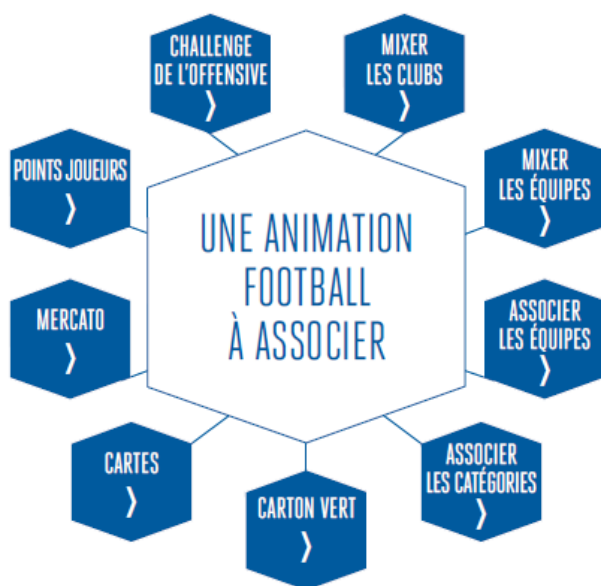 CHALLENGE
DE L'OFFENSIVE
MIXER
LES CLUBS
POINTS JOUEURS
MIXER
LES ÉQUIPES
UNE ANIMATION
FOOTBALL
À ASSOCIER
MERCATO
ASSOCIER
LES ÉQUIPES
CARTES
ASSOCIER
LES CATÉGORIES
CARTON VERT